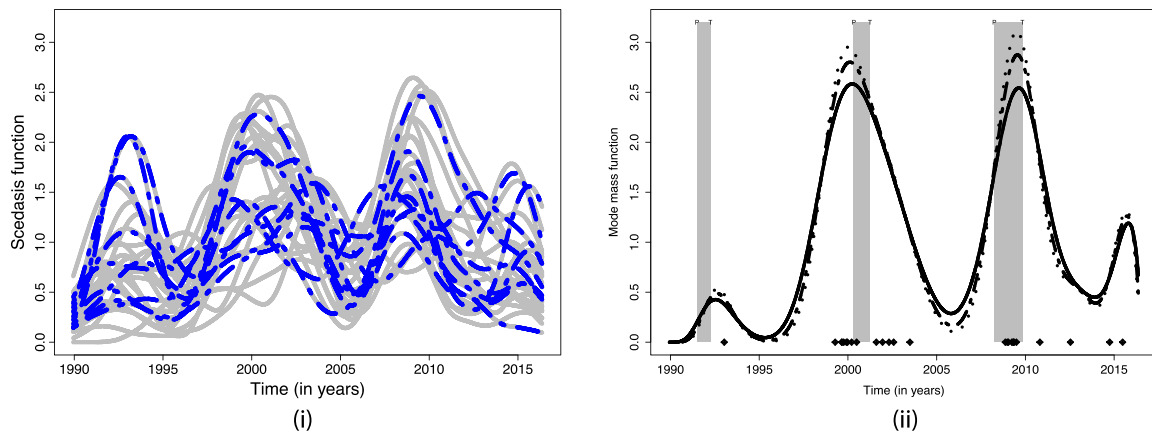 Scedasis function
3.0
2.5
2.0
1.5
1.0
0.5
0.0
1990 1995 2000 2005 2010 2015
Time (in years)
(i)
Mode mass function
3.0
2.5
2.0
1.5
1.0
0.5
0.0
P T P T P T
1990 1995 2000 2005 2010 2015
Time (in years)
(ii)